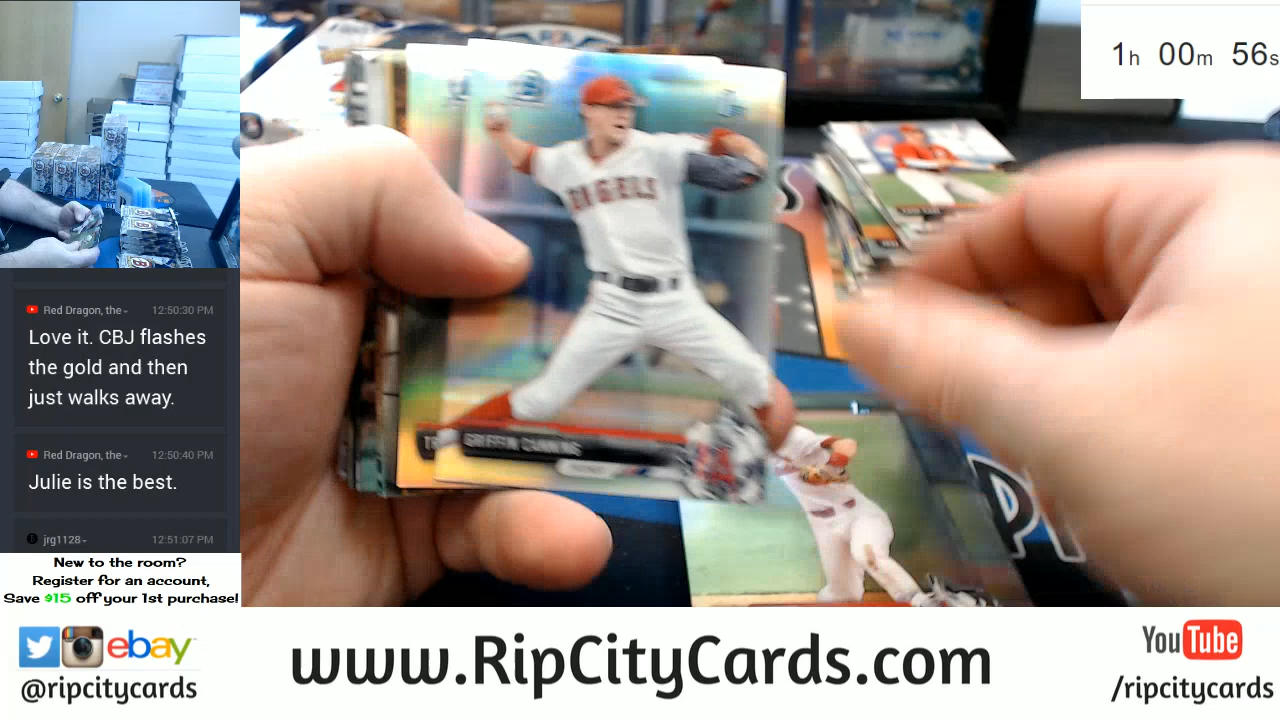 1h 00m 56s
Red Dragon, the 12:50:30 PM
Love it. CBJ flashes
the gold and then
just walks away.
Red Dragon, the 12:50:40 PM
Julie is the best.
jrg1128 12:51:07 PM
New to the room?
Register for an account,
Save $15 off your 1st purchase!
ANGELS
GRIFFIN CANNING
ebay
@ripcitycards
www.RipCityCards.com
YouTube
/ripcitycards